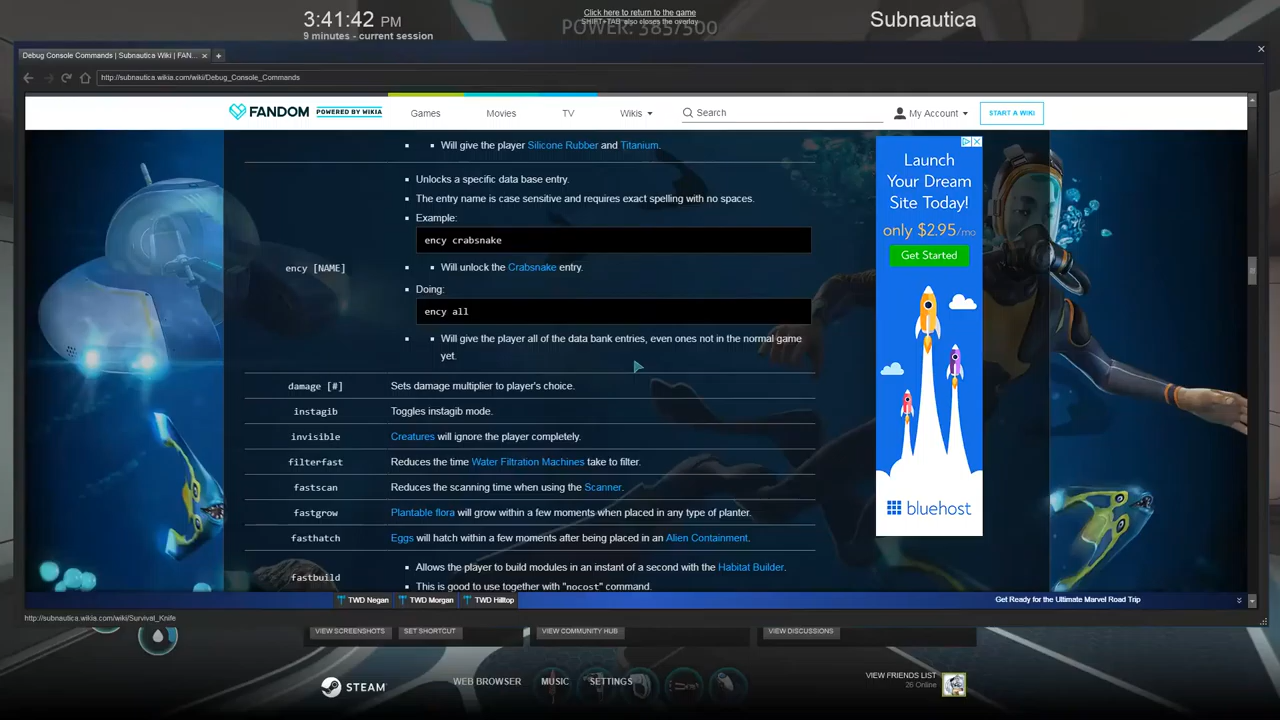 3:41:42 PM
9 minutes - current session
Click here to return to the game
SHIFT+TAB also closes the overlay
POWER: 385/500
Subnautica
Debug Console Commands | Subnautica Wiki | FAN...
http://subnautica.wikia.com/wiki/Debug_Console_Commands
FANDOM POWERED BY WIKIA Games Movies TV Wikis Search My Account START A WIKI
Will give the player Silicone Rubber and Titanium.
ency [NAME]
Unlocks a specific data base entry.
The entry name is case sensitive and requires exact spelling with no spaces.
Example:
ency crabsnake
Will unlock the Crabsnake entry.
Doing:
ency all
Will give the player all of the data bank entries, even ones not in the normal game
yet.
damage [#] Sets damage multiplier to player's choice.
instagib Toggles instagib mode.
invisible Creatures will ignore the player completely.
filterfast Reduces the time Water Filtration Machines take to filter.
fastscan Reduces the scanning time when using the Scanner.
fastgrow Plantable flora will grow within a few moments when placed in any type of planter.
fasthatch Eggs will hatch within a few moments after being placed in an Alien Containment.
fastbuild
Allows the player to build modules in an instant of a second with the Habitat Builder.
This is good to use together with "nocost" command.
Launch
Your Dream
Site Today!
only $2.95/mo
Get Started
bluehost
TWD Negan TWD Morgan TWD Hilltop
Get Ready for the Ultimate Marvel Road Trip
http://subnautica.wikia.com/wiki/Survival_Knife
VIEW SCREENSHOTS SET SHORTCUT VIEW COMMUNITY HUB VIEW DISCUSSIONS
STEAM WEB BROWSER MUSIC SETTINGS
VIEW FRIENDS LIST
26 Online